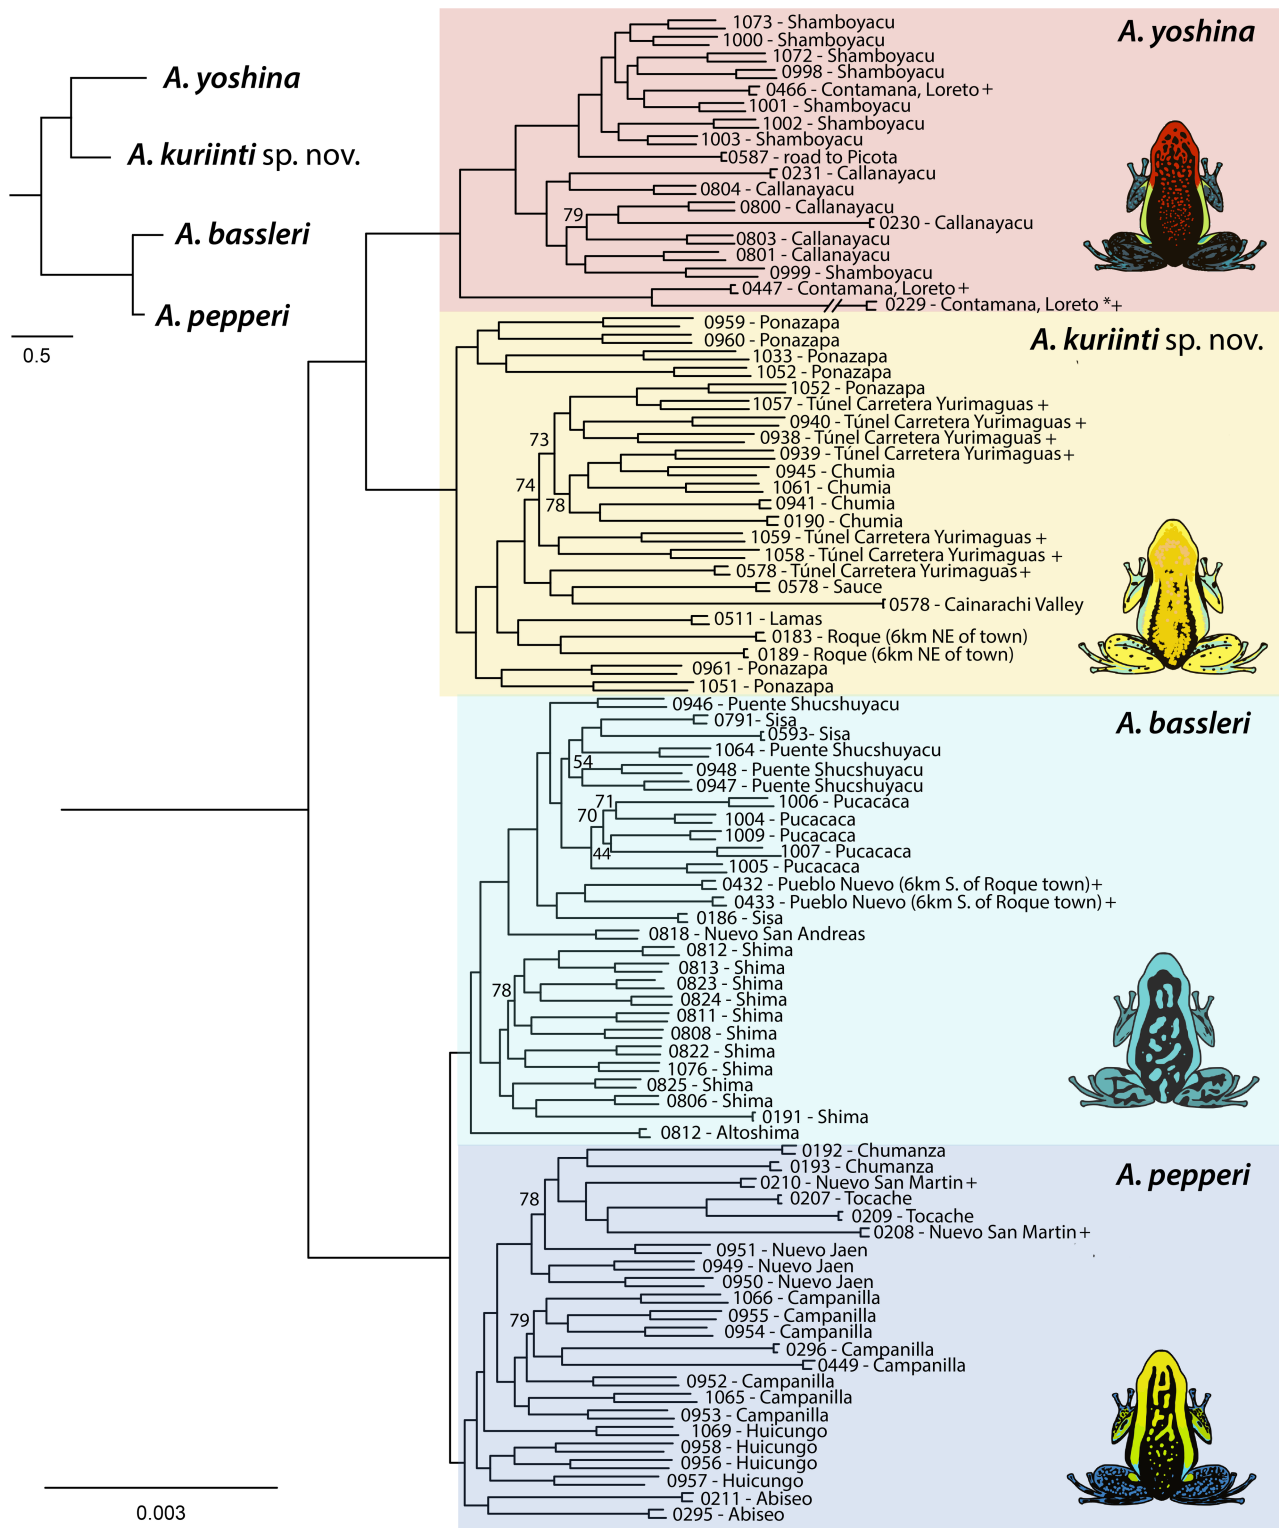 A. yoshina
A. kuriinti sp. nov.
A. bassleri
A. pepperi
0.5
A. yoshina
1073 - Shamboyacu
1000 - Shamboyacu
1072 - Shamboyacu
0998 - Shamboyacu
0466 - Contamana, Loreto +
1001 - Shamboyacu
1002 - Shamboyacu
1003 - Shamboyacu
0587 - road to Picota
0231 - Callanayacu
0804 - Callanayacu
0800 - Callanayacu
79
0230 - Callanayacu
0803 - Callanayacu
0801 - Callanayacu
0999 - Shamboyacu
0447 - Contamana, Loreto +
0229 - Contamana, Loreto *+
A. kuriinti sp. nov.
0959 - Ponazapa
0960 - Ponazapa
1033 - Ponazapa
1052 - Ponazapa
1052 - Ponazapa
1057 - Túnel Carretera Yurimaguas +
0940 - Túnel Carretera Yurimaguas +
73
0938 - Túnel Carretera Yurimaguas +
0939 - Túnel Carretera Yurimaguas+
0945 - Chumia
74
1061 - Chumia
78
0941 - Chumia
0190 - Chumia
1059 - Túnel Carretera Yurimaguas +
1058 - Túnel Carretera Yurimaguas +
0578 - Túnel Carretera Yurimaguas+
0578 - Sauce
0578 - Cainarachi Valley
0511 - Lamas
0183 - Roque (6km NE of town)
0189 - Roque (6km NE of town)
0961 - Ponazapa
1051 - Ponazapa
A. bassleri
0946 - Puente Shucshuyacu
0791- Sisa
0593- Sisa
1064 - Puente Shucshuyacu
54
0948 - Puente Shucshuyacu
0947 - Puente Shucshuyacu
71
1006 - Pucacaca
70
1004 - Pucacaca
1009 - Pucacaca
44
1007 - Pucacaca
1005 - Pucacaca
0432 - Pueblo Nuevo (6km S. of Roque town)+
0433 - Pueblo Nuevo (6km S. of Roque town) +
0186 - Sisa
0818 - Nuevo San Andreas
0812 - Shima
0813 - Shima
0823 - Shima
78
0824 - Shima
0811 - Shima
0808 - Shima
0822 - Shima
1076 - Shima
0825 - Shima
0806 - Shima
0191 - Shima
0812 - Altoshima
A. pepperi
0192 - Chumanza
0193 - Chumanza
0210 - Nuevo San Martin +
78
0207 - Tocache
0209 - Tocache
0208 - Nuevo San Martin +
0951 - Nuevo Jaen
0949 - Nuevo Jaen
0950 - Nuevo Jaen
1066 - Campanilla
79
0955 - Campanilla
0954 - Campanilla
0296 - Campanilla
0449 - Campanilla
0952 - Campanilla
1065 - Campanilla
0953 - Campanilla
1069 - Huicungo
0958 - Huicungo
0956 - Huicungo
0957 - Huicungo
0211 - Abiseo
0295 - Abiseo
0.003